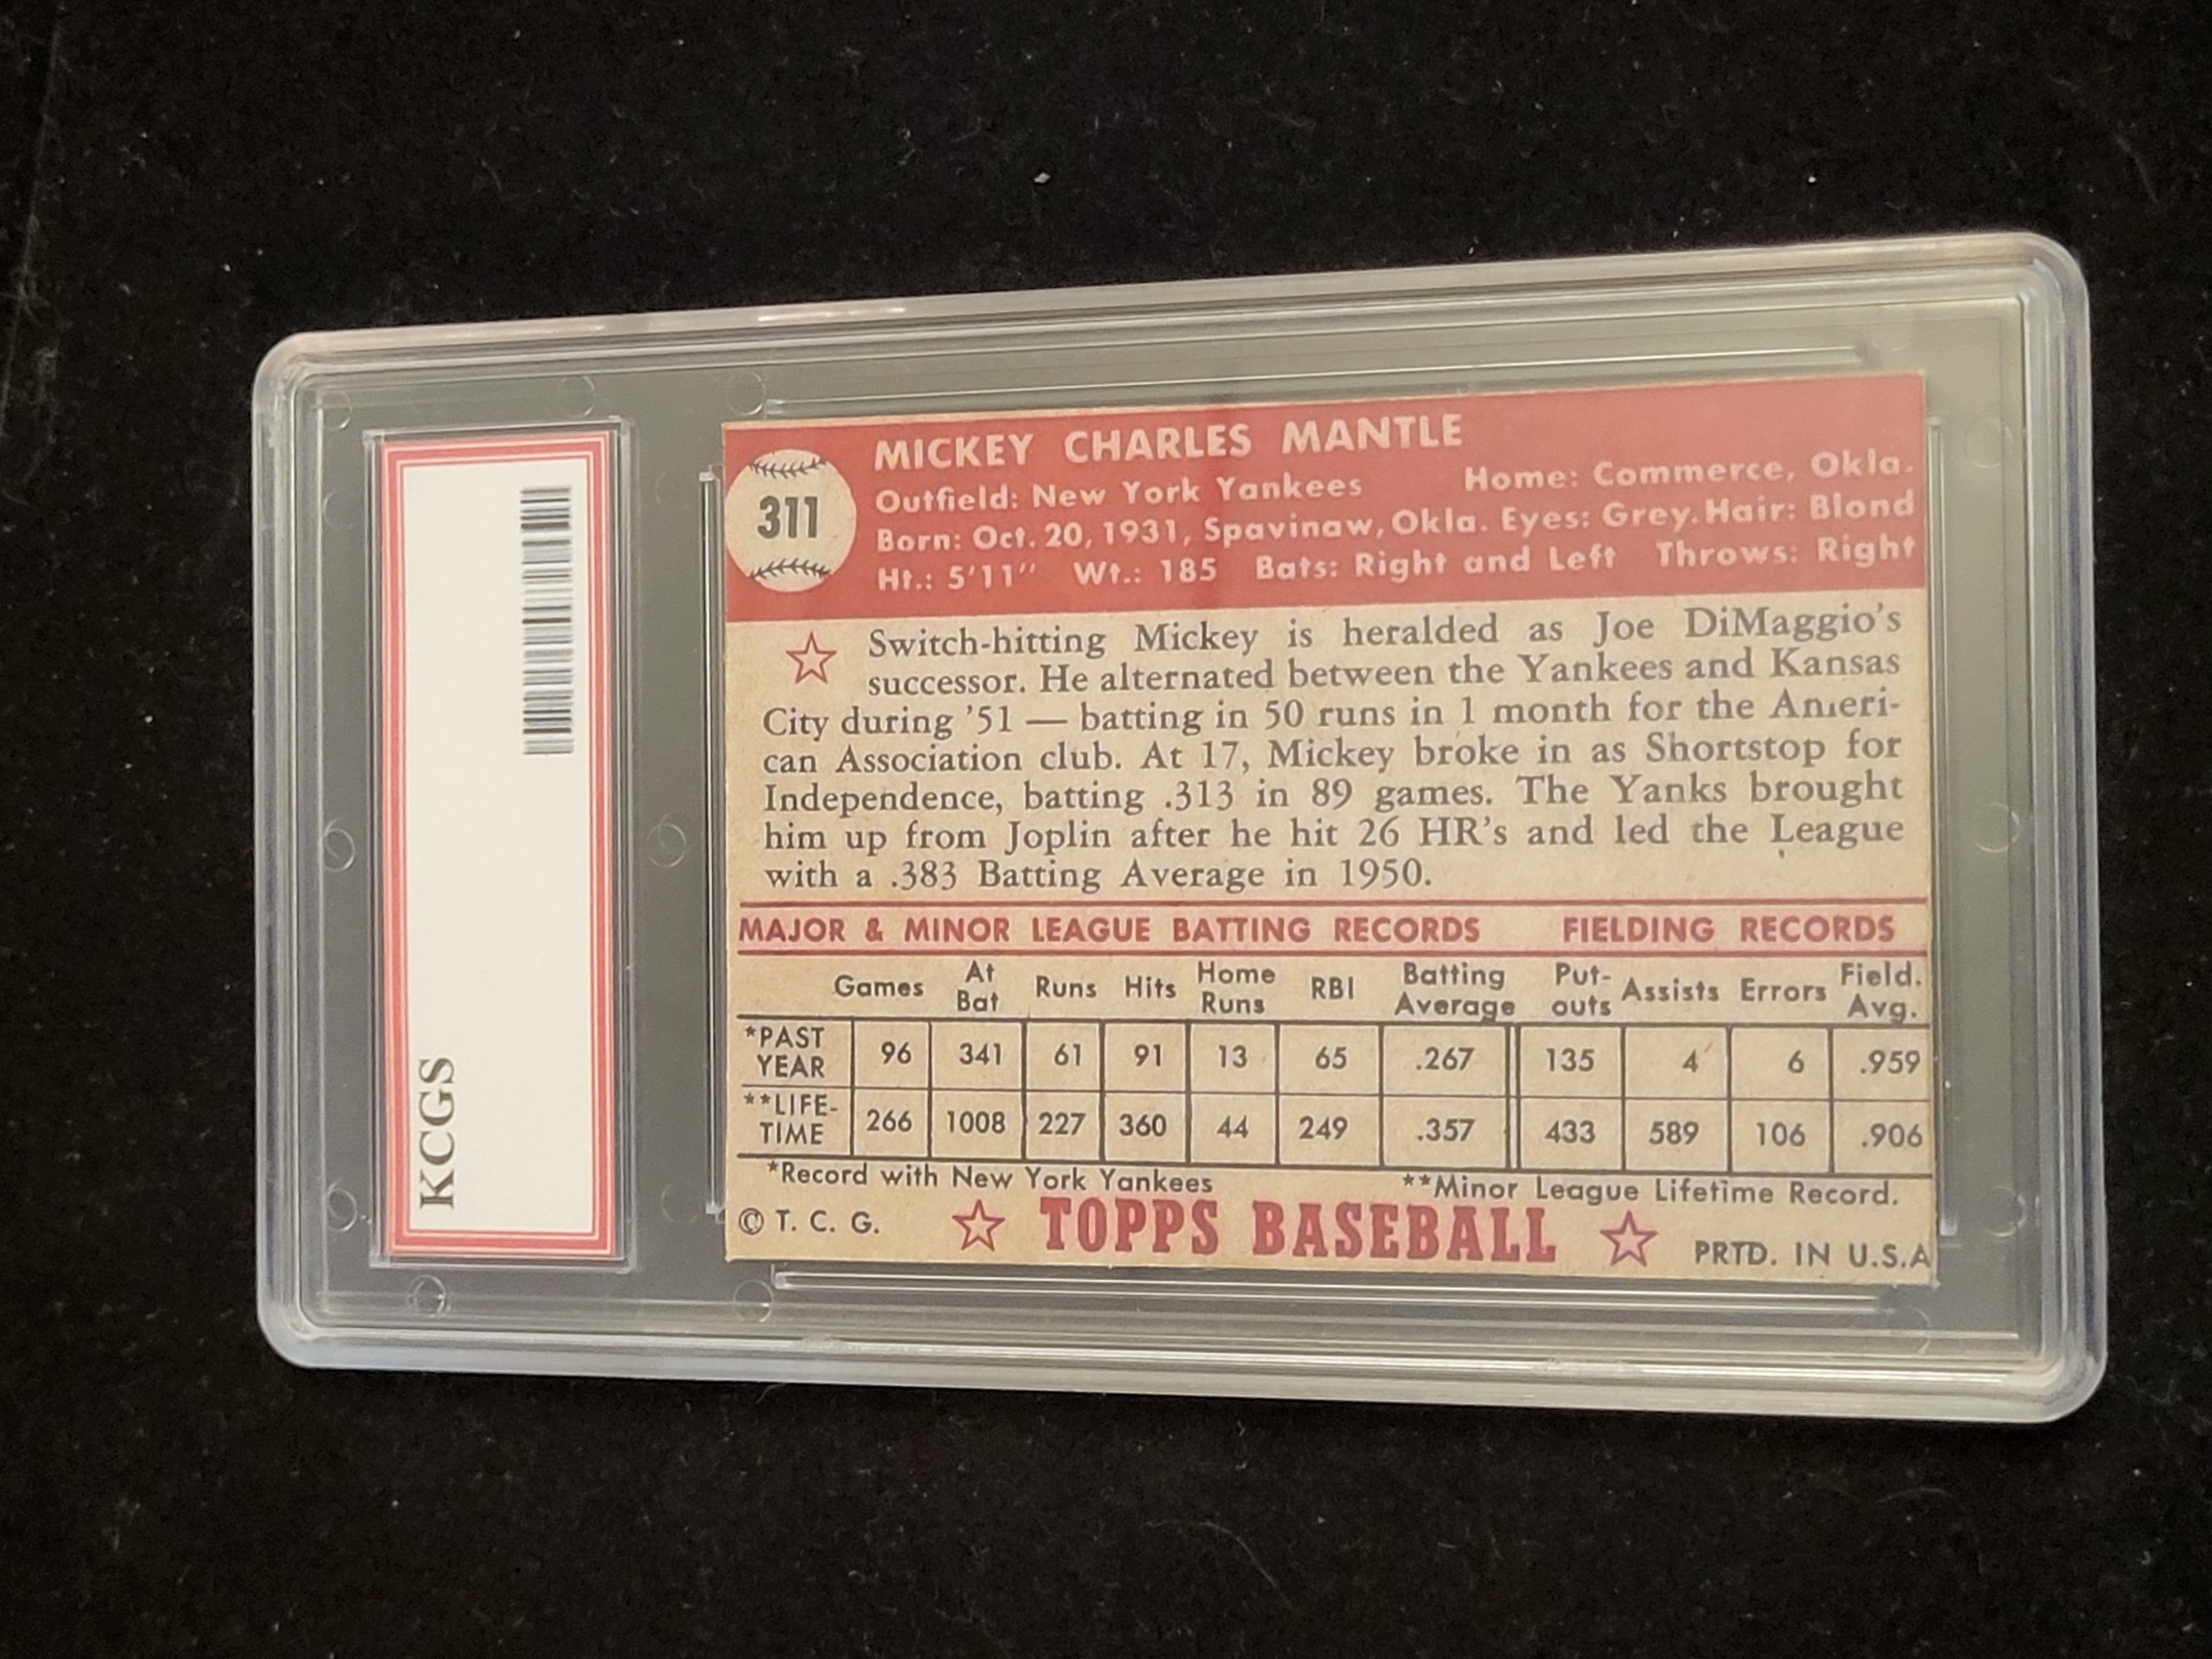 KCGS
311
MICKEY CHARLES MANTLE
Outfield: New York Yankees Home: Commerce, Okla.
Born: Oct. 20, 1931, Spavinaw, Okla. Eyes: Grey. Hair: Blond
Ht.: 5'11" Wt.: 185 Bats: Right and Left Throws: Right
Switch-hitting Mickey is heralded as Joe DiMaggio's
successor. He alternated between the Yankees and Kansas
City during '51 — batting in 50 runs in 1 month for the Ameri-
can Association club. At 17, Mickey broke in as Shortstop for
Independence, batting .313 in 89 games. The Yanks brought
him up from Joplin after he hit 26 HR's and led the League
with a .383 Batting Average in 1950.
MAJOR & MINOR LEAGUE BATTING RECORDS FIELDING RECORDS
Games At Bat Runs Hits Home Runs RBI Batting Average Put-outs Assists Errors Field. Avg.
*PAST YEAR 96 341 61 91 13 65 .267 135 4 6 .959
**LIFE-TIME 266 1008 227 360 44 249 .357 433 589 106 .906
*Record with New York Yankees **Minor League Lifetime Record.
© T. C. G. TOPPS BASEBALL PRTD. IN U.S.A